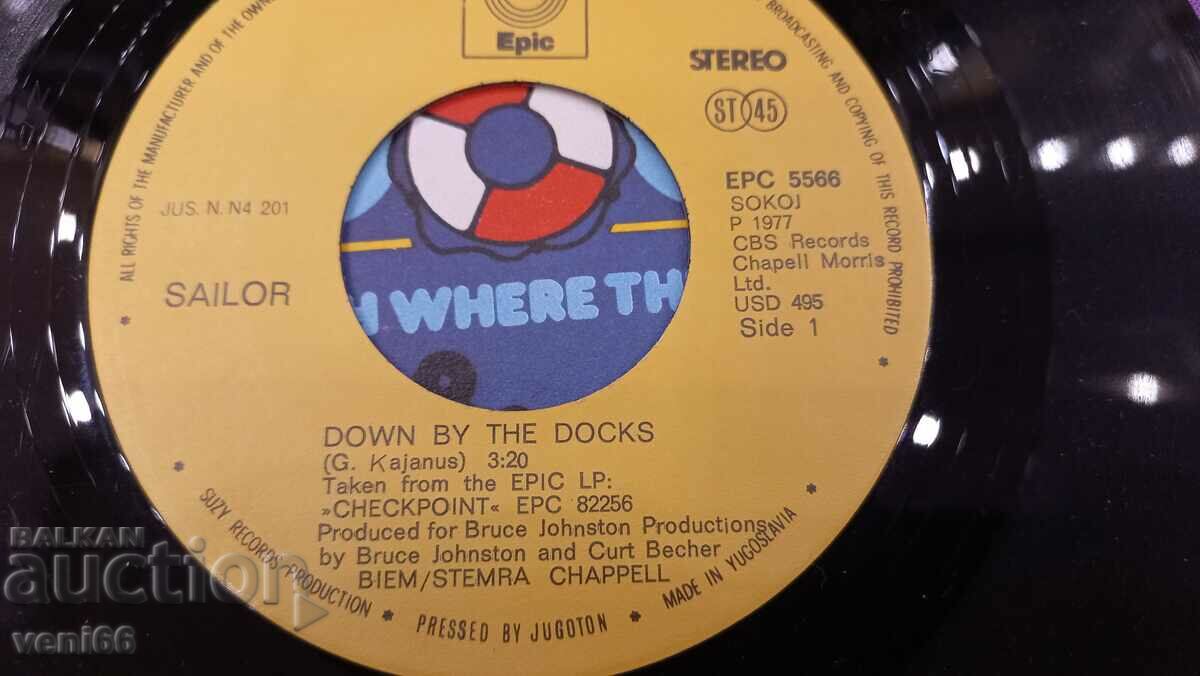 Epic
STEREO
ST 45
EPC 5566
SOKOJ
P 1977
CBS Records
Chapell Morris
Ltd.
USD 495
Side 1
JUS. N. N4 201
SAILOR
H WHERE TH
DOWN BY THE DOCKS
(G. Kajanus) 3:20
Taken from the EPIC LP:
»CHECKPOINT« EPC 82256
Produced for Bruce Johnston Productions
by Bruce Johnston and Curt Becher
BIEM/STEMRA CHAPPELL
ALL RIGHTS OF THE MANUFACTURER AND OF THE OWNE
BROADCASTING AND COPYING OF THIS RECORD PROHIBITED
* SUZY RECORDS PRODUCTION * PRESSED BY JUGOTON * MADE IN YUGOSLAVIA *
BALKAN
auction
veni66